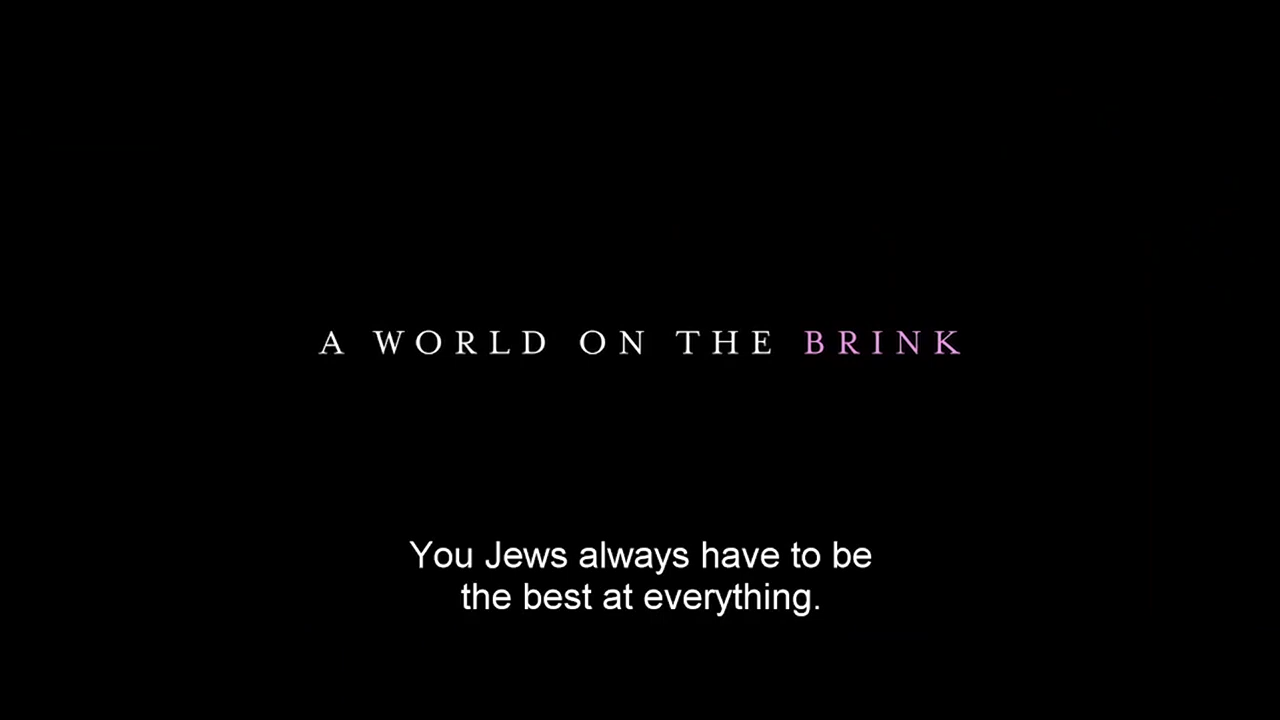 A WORLD ON THE BRINK
You Jews always have to be
the best at everything.